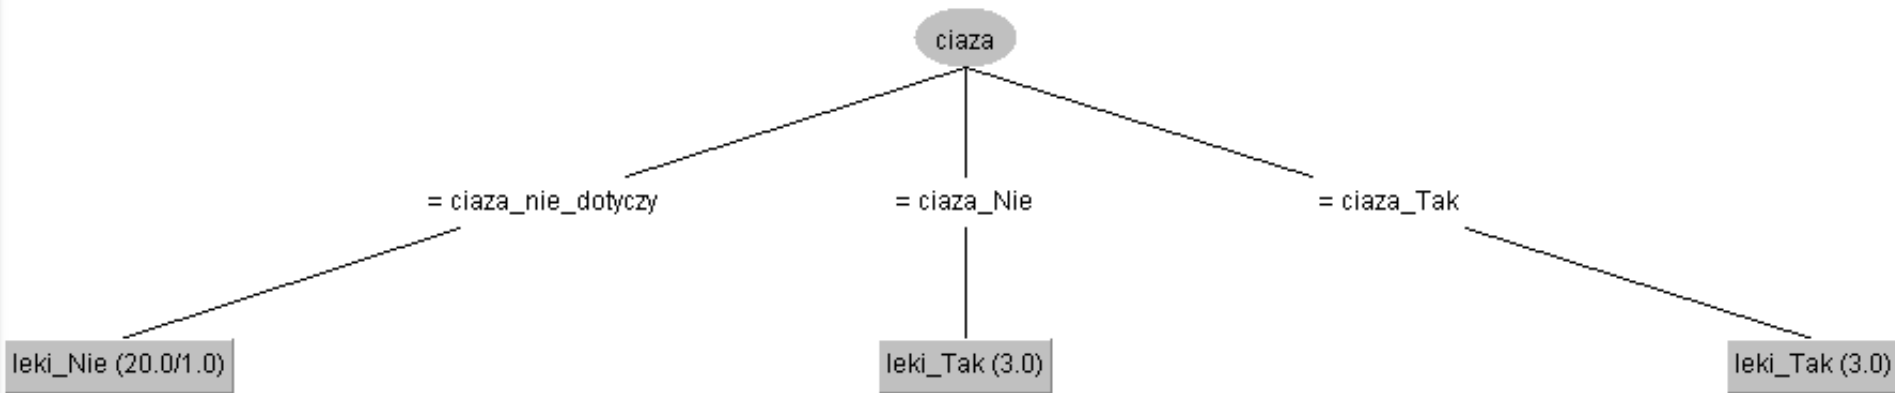 ciaza
= ciaza_nie_dotyczy
= ciaza_Nie
= ciaza_Tak
leki_Nie (20.0/1.0)
leki_Tak (3.0)
leki_Tak (3.0)